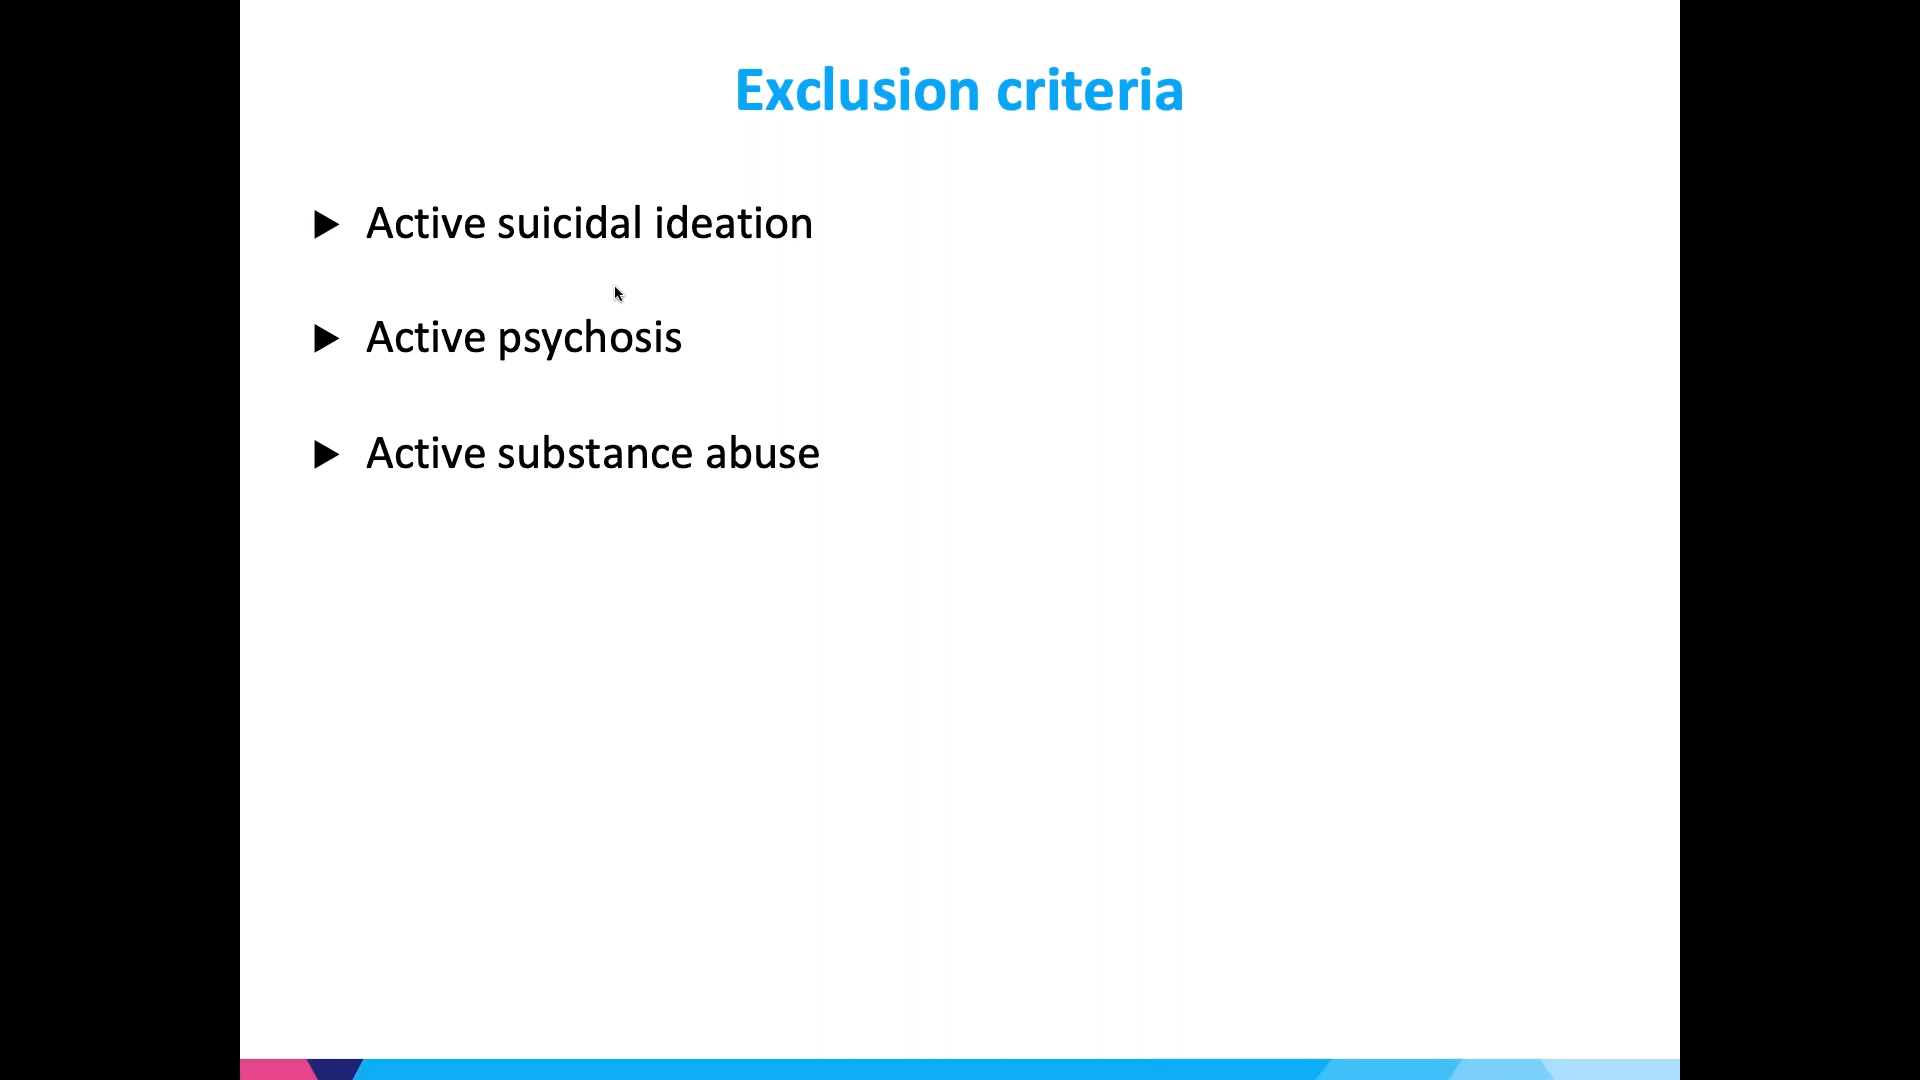 Exclusion criteria
▶ Active suicidal ideation
▶ Active psychosis
▶ Active substance abuse